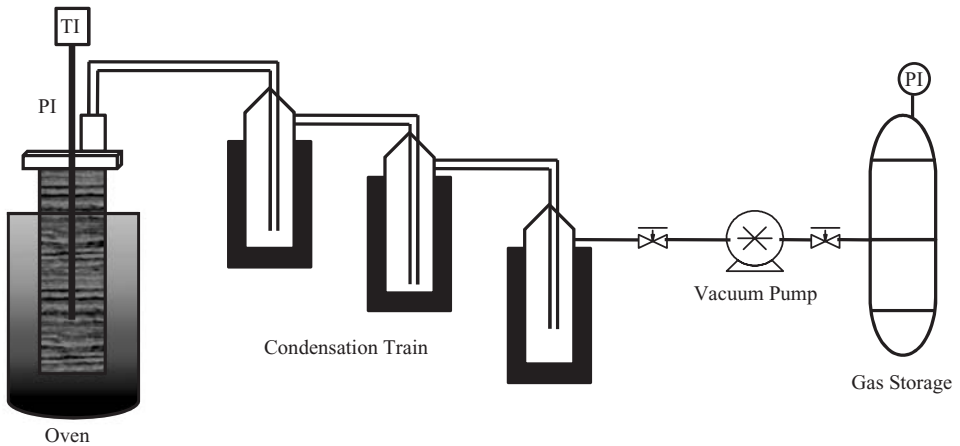 TI
PI
PI
Vacuum Pump
Condensation Train
Gas Storage
Oven